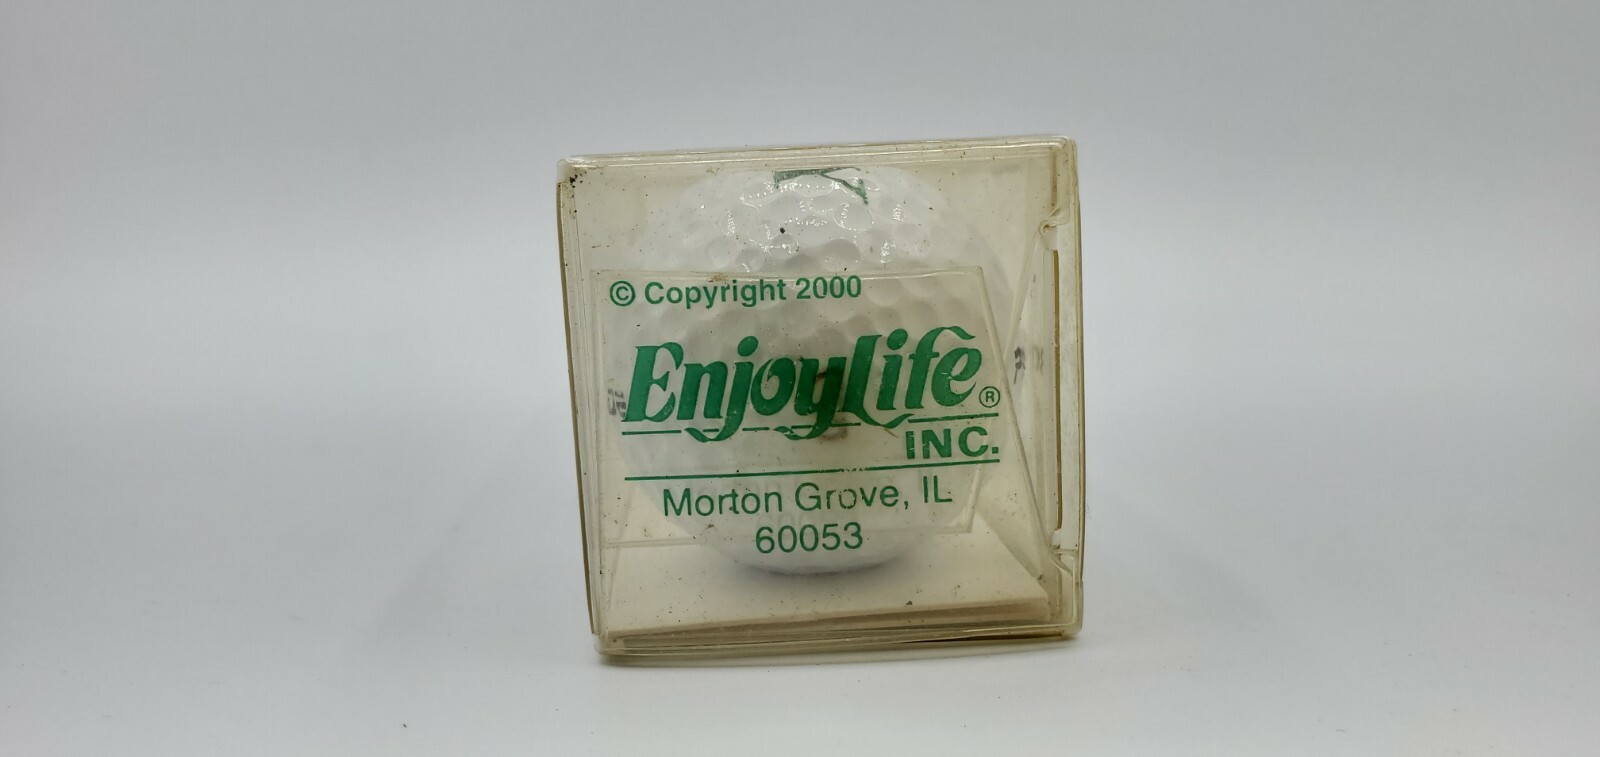 © Copyright 2000
EnjoyLife®
INC.
Morton Grove, IL
60053